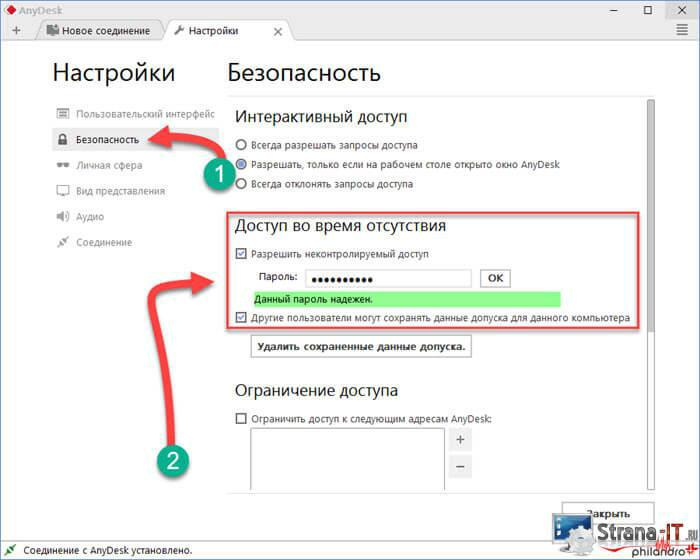 AnyDesk
Новое соединение
Настройки
Настройки
Безопасность
Пользовательский интерфейс
Безопасность
Личная сфера
Вид представления
Аудио
Соединение
Интерактивный доступ
Всегда разрешать запросы доступа
Разрешать, только если на рабочем столе открыто окно AnyDesk
Всегда отклонять запросы доступа
1
Доступ во время отсутствия
Разрешить неконтролируемый доступ
Пароль: ●●●●●●●●●● OK
Данный пароль надежен.
Другие пользователи могут сохранять данные допуска для данного компьютера
Удалить сохраненные данные допуска.
2
Ограничение доступа
Ограничить доступ к следующим адресам AnyDesk:
Закрыть
Strana-IT.ru
philandro
Соединение с AnyDesk установлено.